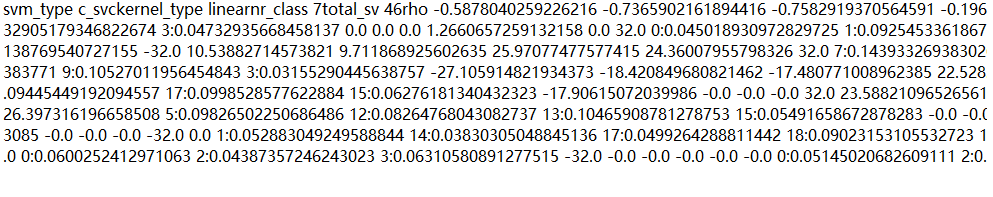 svm_type c_svckernel_type linearnr_class 7total_sv 46rho -0.5878040259226216 -0.7365902161894416 -0.7582919370564591 -0.196
32905179346822674 3:0.04732935668458137 0.0 0.0 0.0 1.2660657259132158 0.0 32.0 0:0.045018930972829725 1:0.0925453361867
138769540727155 -32.0 10.53882714573821 9.711868925602635 25.97077477577415 24.36007955798326 32.0 7:0.14393326938302
383771 9:0.10527011956454843 3:0.03155290445638757 -27.105914821934373 -18.420849680821462 -17.480771008962385 22.528
.09445449192094557 17:0.0998528577622884 15:0.06276181340432323 -17.90615072039986 -0.0 -0.0 -0.0 32.0 23.58821096526561
26.397316196658508 5:0.09826502250686486 12:0.08264768043082737 13:0.10465908781278753 15:0.05491658672878283 -0.0 -0.0
3085 -0.0 -0.0 -0.0 -32.0 0.0 1:0.052883049249588844 14:0.03830305048845136 17:0.0499264288811442 18:0.09023153105532723 1
.0 0:0.0600252412971063 2:0.04387357246243023 3:0.06310580891277515 -32.0 -0.0 -0.0 -0.0 -0.0 -0.0 0:0.05145020682609111 2:0.